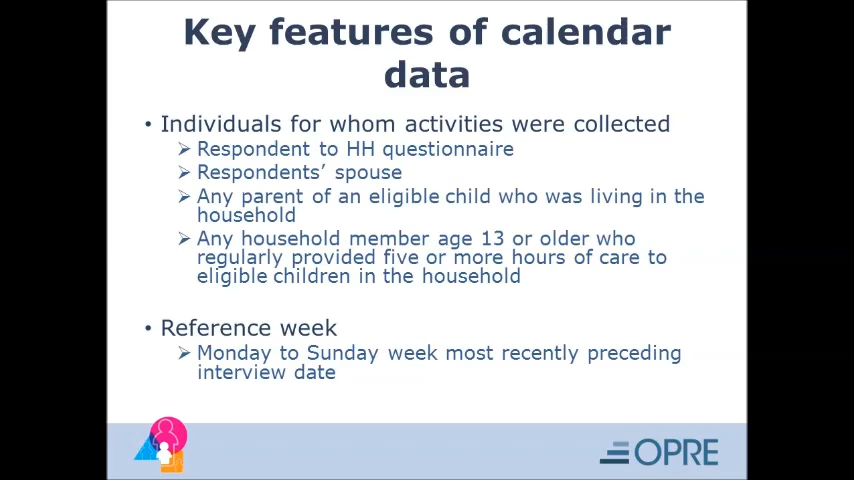 Key features of calendar
data
• Individuals for whom activities were collected
➢ Respondent to HH questionnaire
➢ Respondents’ spouse
➢ Any parent of an eligible child who was living in the
household
➢ Any household member age 13 or older who
regularly provided five or more hours of care to
eligible children in the household
• Reference week
➢ Monday to Sunday week most recently preceding
interview date
OPRE